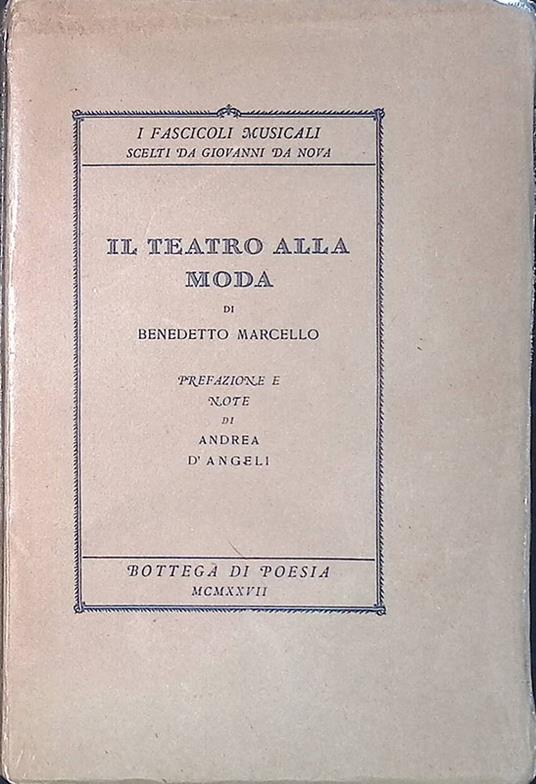 I FASCICOLI MUSICALI
SCELTI DA GIOVANNI DA NOVA
IL TEATRO ALLA
MODA
DI
BENEDETTO MARCELLO
PREFAZIONE E
NOTE
DI
ANDREA
D'ANGELI
BOTTEGA DI POESIA
MCMXXVII